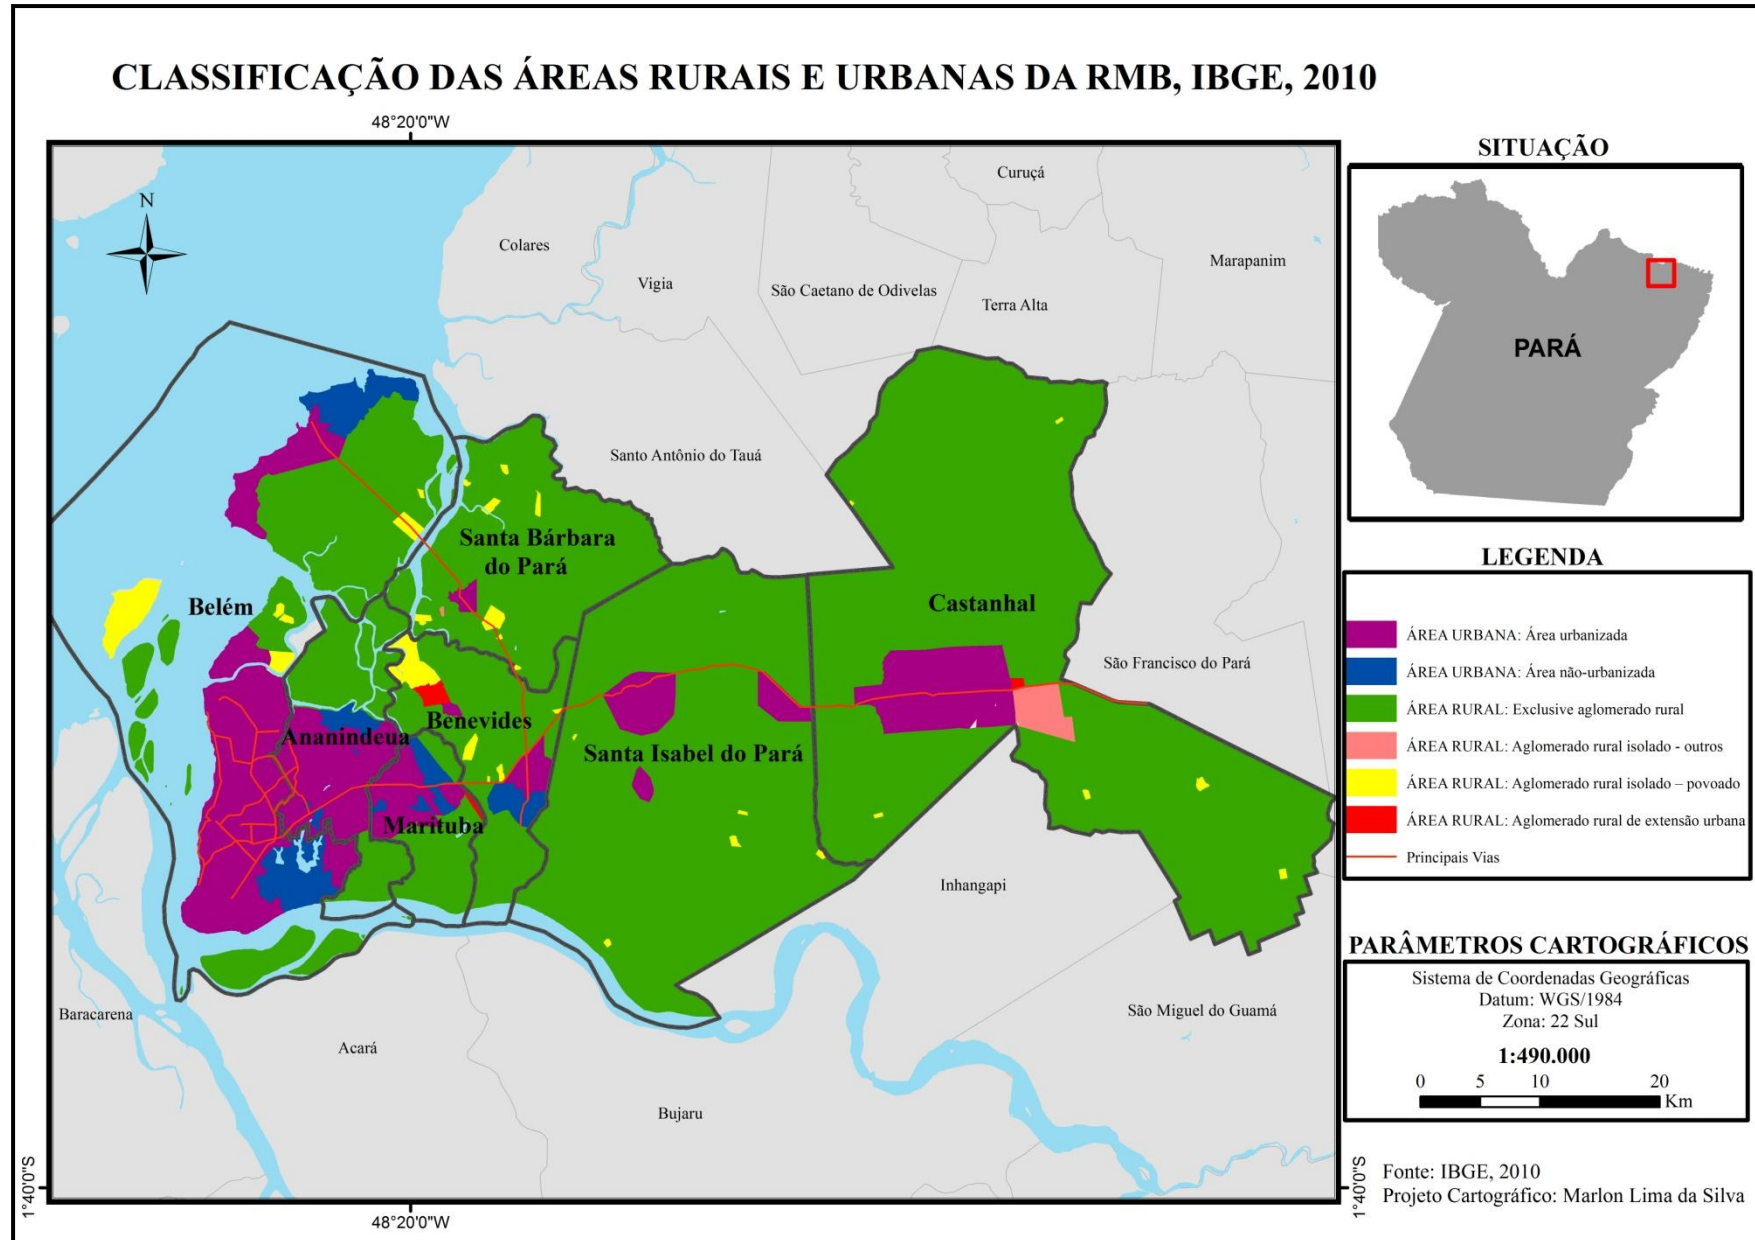 CLASSIFICAÇÃO DAS ÁREAS RURAIS E URBANAS DA RMB, IBGE, 2010
48°20'0"W
N
Colares
Vigia
São Caetano de Odivelas
Curuçá
Terra Alta
Marapanim
Santo Antônio do Tauá
Santa Bárbara
do Pará
Belém
Castanhal
São Francisco do Pará
Benevides
Ananindeua
Santa Isabel do Pará
Marituba
Inhangapi
Baracarena
Acará
Bujaru
São Miguel do Guamá
1°40'0"S
48°20'0"W
1°40'0"S
SITUAÇÃO
PARÁ
LEGENDA
ÁREA URBANA: Área urbanizada
ÁREA URBANA: Área não-urbanizada
ÁREA RURAL: Exclusive aglomerado rural
ÁREA RURAL: Aglomerado rural isolado - outros
ÁREA RURAL: Aglomerado rural isolado – povoado
ÁREA RURAL: Aglomerado rural de extensão urbana
Principais Vias
PARÂMETROS CARTOGRÁFICOS
Sistema de Coordenadas Geográficas
Datum: WGS/1984
Zona: 22 Sul
1:490.000
0 5 10 20
Km
Fonte: IBGE, 2010
Projeto Cartográfico: Marlon Lima da Silva